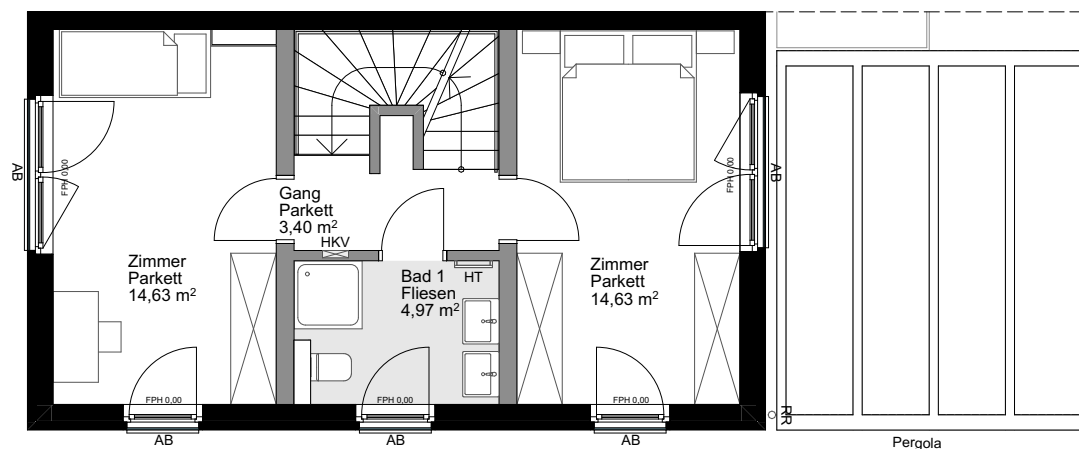 AB
FPH 0,00
FPH 0,00
AB
Gang
Parkett
3,40 m²
HKV
Zimmer
Parkett
14,63 m²
Bad 1
Fliesen
4,97 m²
HT
Zimmer
Parkett
14,63 m²
FPH 0,00
FPH 0,00
FPH 0,00
AB
AB
AB
RR
Pergola